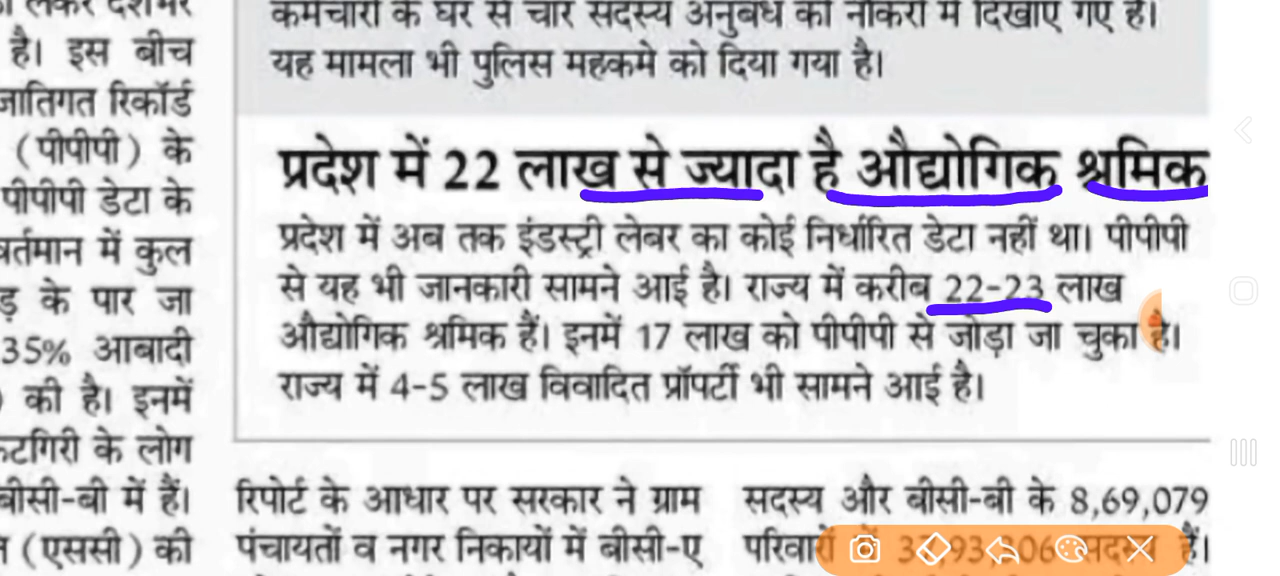 है। इस बीच
जातिगत रिकॉर्ड
(पीपीपी) के
पीपीपी डेटा के
वर्तमान में कुल
के पार जा
35% आबादी
की है। इनमें
के लोग
बीसी-बी में हैं।
(एससी) की
कर्मचारी के घर से चार सदस्य अनुबंध की नौकरी में दिखाए गए हैं।
यह मामला भी पुलिस महकमे को दिया गया है।
प्रदेश में 22 लाख से ज्यादा है औद्योगिक श्रमिक
प्रदेश में अब तक इंडस्ट्री लेबर का कोई निर्धारित डेटा नहीं था। पीपीपी
से यह भी जानकारी सामने आई है। राज्य में करीब 22-23 लाख
औद्योगिक श्रमिक हैं। इनमें 17 लाख को पीपीपी से जोड़ा जा चुका है।
राज्य में 4-5 लाख विवादित प्रॉपर्टी भी सामने आई है।
रिपोर्ट के आधार पर सरकार ने ग्राम
पंचायतों व नगर निकायों में बीसी-ए
सदस्य और बीसी-बी के 8,69,079
सदस्य हैं।